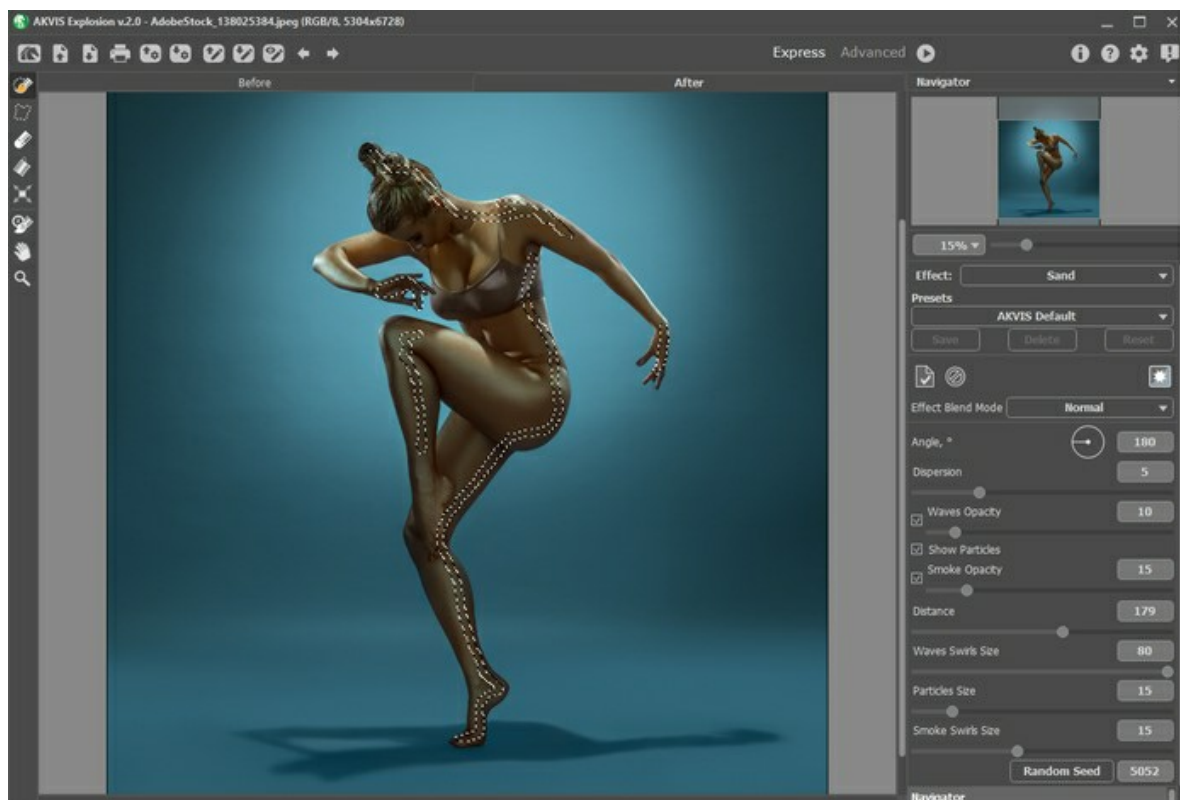 AKVIS Explosion v.2.0 - AdobeStock_138025384.jpeg (RGB/8, 5304x6728)
Express Advanced
Before After
Navigator
15%
Effect: Sand
Presets
AKVIS Default
Save Delete Reset
Effect Blend Mode Normal
Angle, ° 180
Dispersion 5
Waves Opacity 10
Show Particles
Smoke Opacity 15
Distance 179
Waves Swirls Size 80
Particles Size 15
Smoke Swirls Size 15
Random Seed 5052
Navigator